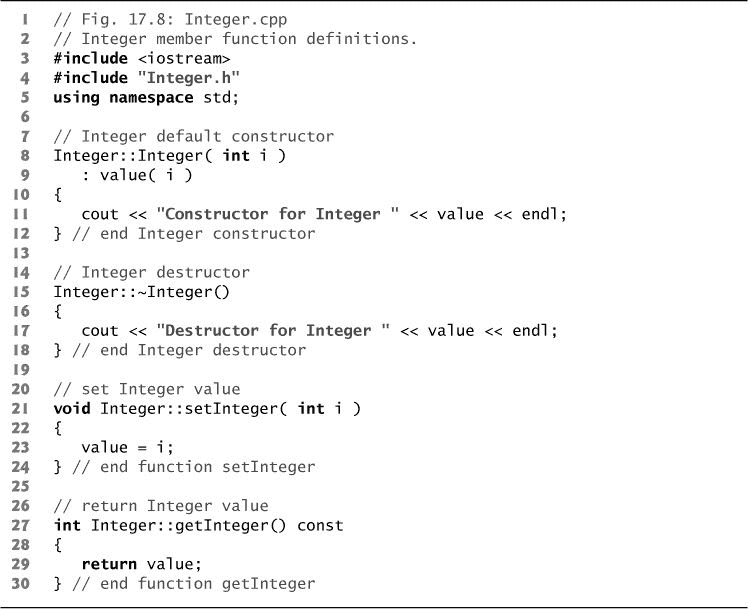 1 // Fig. 17.8: Integer.cpp
2 // Integer member function definitions.
3 #include <iostream>
4 #include "Integer.h"
5 using namespace std;
6
7 // Integer default constructor
8 Integer::Integer( int i )
9    : value( i )
10 {
11    cout << "Constructor for Integer " << value << endl;
12 } // end Integer constructor
13
14 // Integer destructor
15 Integer::~Integer()
16 {
17    cout << "Destructor for Integer " << value << endl;
18 } // end Integer destructor
19
20 // set Integer value
21 void Integer::setInteger( int i )
22 {
23    value = i;
24 } // end function setInteger
25
26 // return Integer value
27 int Integer::getInteger() const
28 {
29    return value;
30 } // end function getInteger